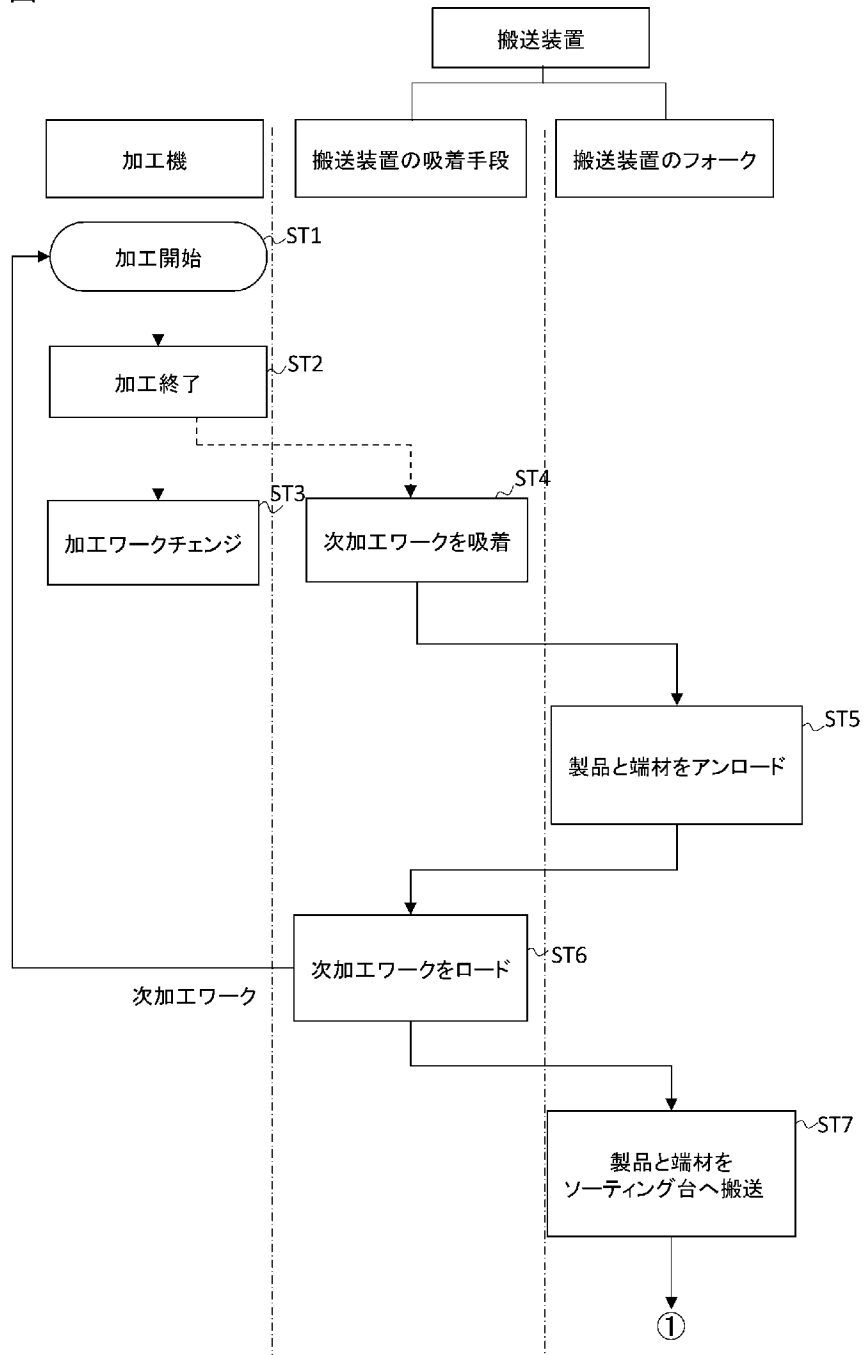 図
搬送装置
加工機
搬送装置の吸着手段
搬送装置のフォーク
加工開始
ST1
加工終了
ST2
加工ワークチェンジ
ST3
次加工ワークを吸着
ST4
製品と端材をアンロード
ST5
次加工ワークをロード
ST6
次加工ワーク
製品と端材を
ソーティング台へ搬送
ST7
①